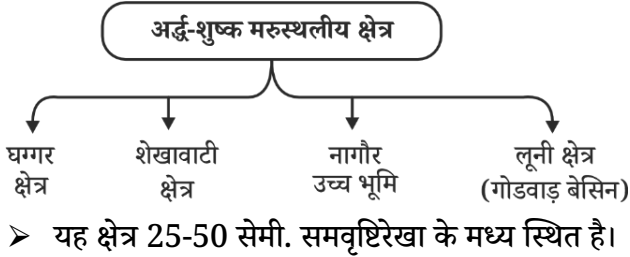 अर्द्ध-शुष्क मरुस्थलीय क्षेत्र
घग्गर क्षेत्र
शेखावाटी क्षेत्र
नागौर उच्च भूमि
लूनी क्षेत्र (गोडवाड़ बेसिन)
➢ यह क्षेत्र 25-50 सेमी. समवृष्टिरेखा के मध्य स्थित है।